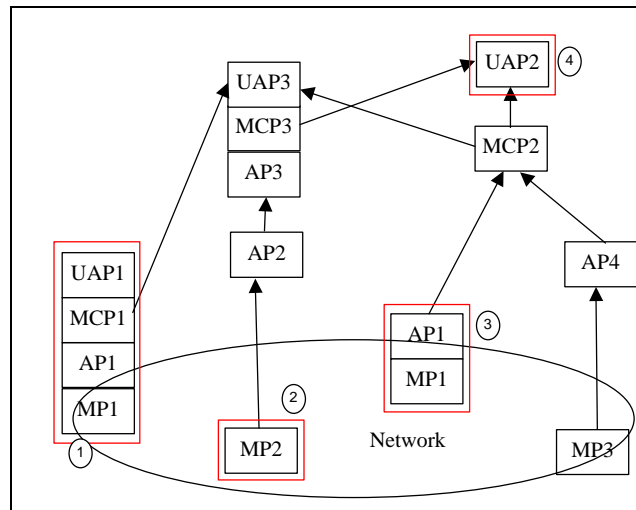 UAP2
4
UAP3
MCP3
AP3
MCP2
AP2
AP4
UAP1
MCP1
AP1
MP1
1
AP1
MP1
3
2
MP2
Network
MP3